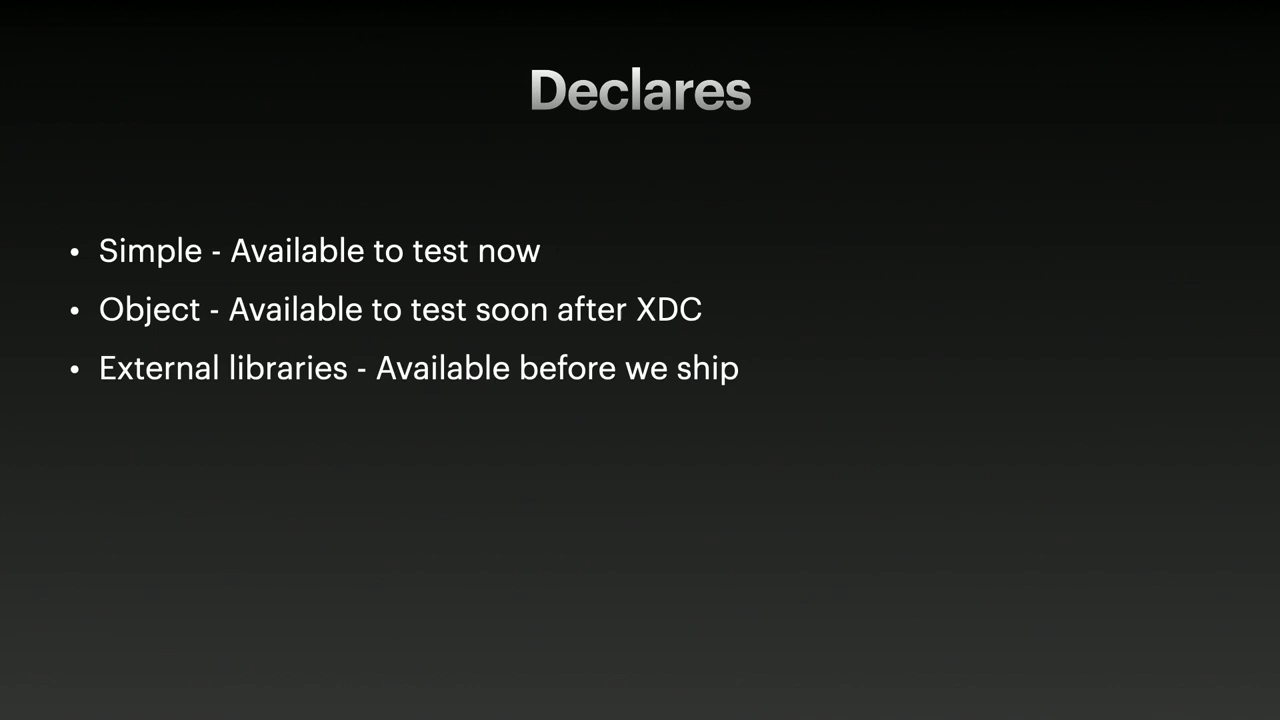 Declares
• Simple - Available to test now
• Object - Available to test soon after XDC
• External libraries - Available before we ship